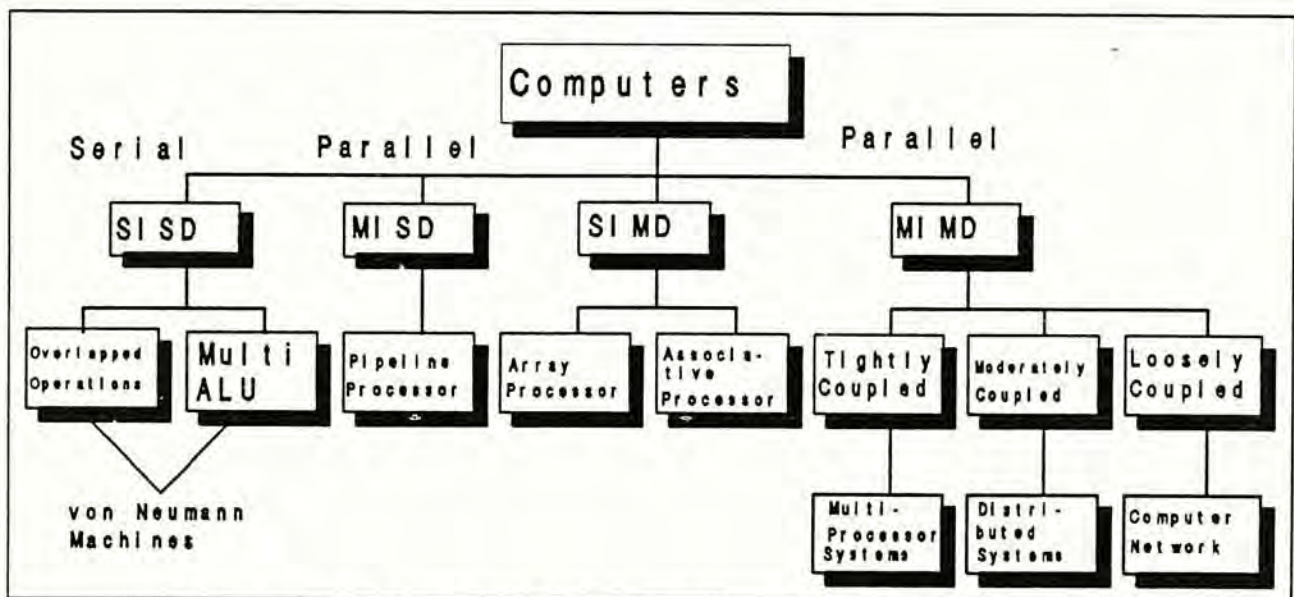 Computers
Serial
Parallel
Parallel
SISD
MISD
SIMD
MIMD
Overlapped
Operations
Multi
ALU
Pipeline
Processor
Array
Processor
Associa-
tive
Processor
Tightly
Coupled
Moderately
Coupled
Loosely
Coupled
von Neumann
Machines
Multi-
Processor
Systems
Distri-
buted
Systems
Computer
Network